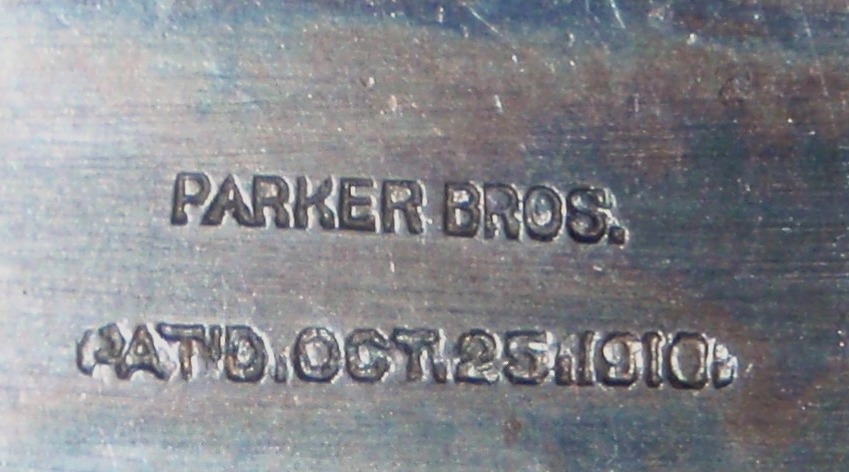 PARKER BROS.
PAT'D. OCT. 25. 1910.